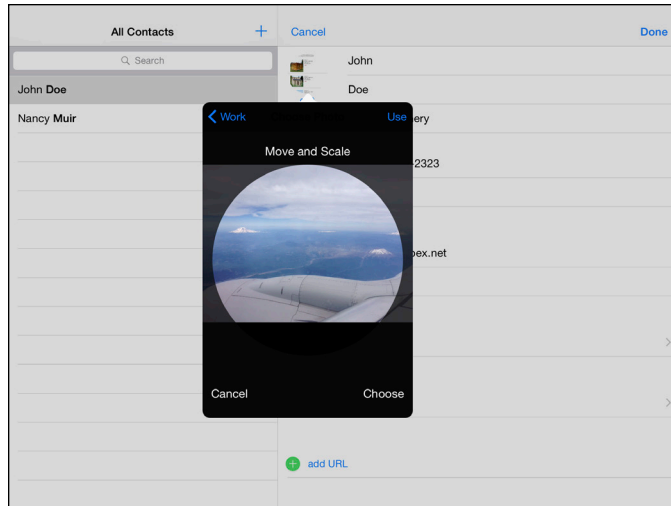 All Contacts
+
Cancel
Done
Search
John
John Doe
Doe
Nancy Muir
Work
Use
ery
Move and Scale
2323
ex.net
Cancel
Choose
add URL